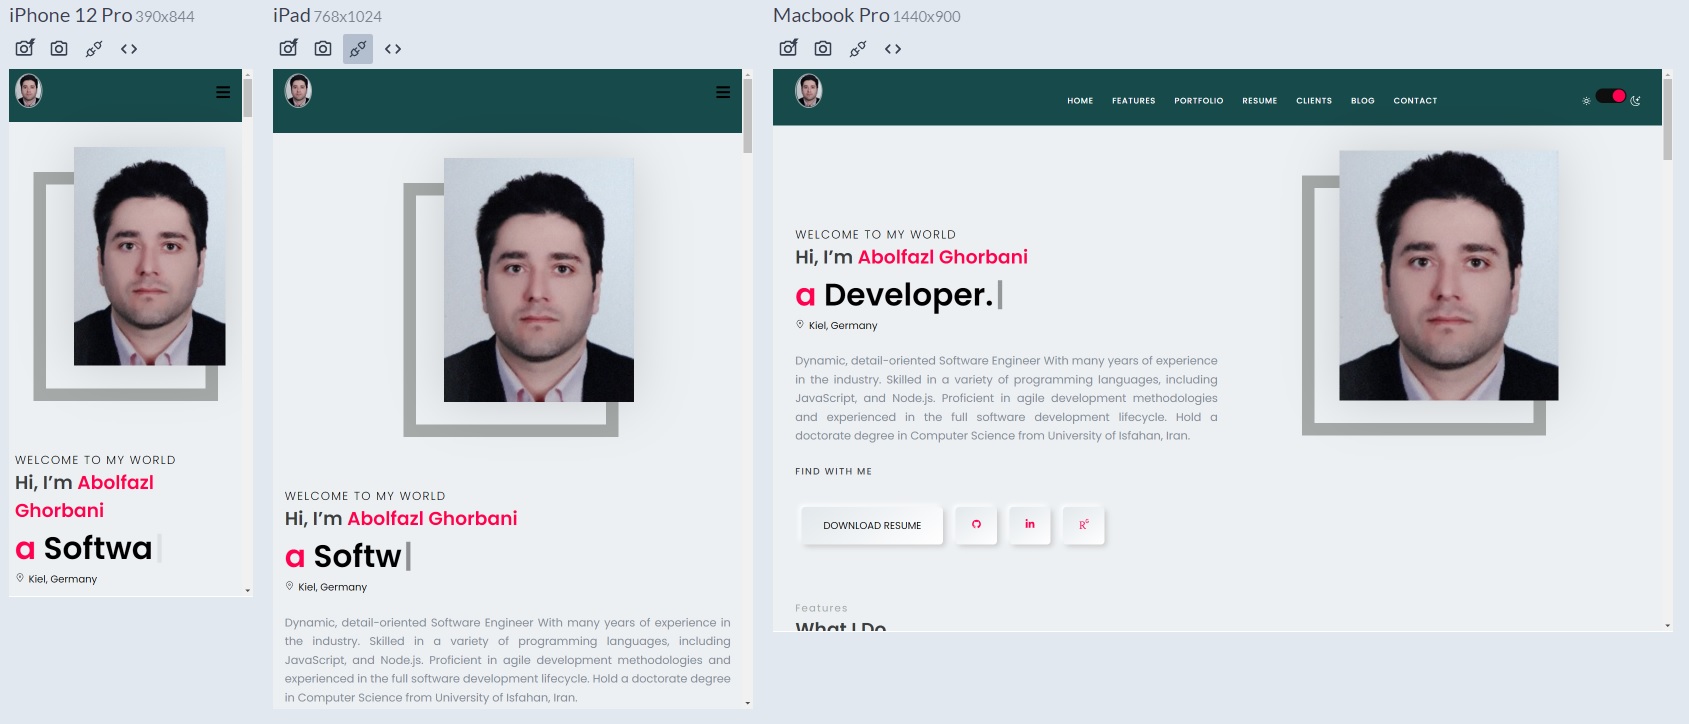 iPhone 12 Pro 390x844
iPad 768x1024
Macbook Pro 1440x900
WELCOME TO MY WORLD
Hi, I’m Abolfazl
Ghorbani
a Softwa
Kiel, Germany
WELCOME TO MY WORLD
Hi, I’m Abolfazl Ghorbani
a Softw
Kiel, Germany
Dynamic, detail-oriented Software Engineer With many years of experience in
the industry. Skilled in a variety of programming languages, including
JavaScript, and Node.js. Proficient in agile development methodologies and
experienced in the full software development lifecycle. Hold a doctorate degree
in Computer Science from University of Isfahan, Iran.
HOME FEATURES PORTFOLIO RESUME CLIENTS BLOG CONTACT
WELCOME TO MY WORLD
Hi, I’m Abolfazl Ghorbani
a Developer.
Kiel, Germany
Dynamic, detail-oriented Software Engineer With many years of experience
in the industry. Skilled in a variety of programming languages, including
JavaScript, and Node.js. Proficient in agile development methodologies
and experienced in the full software development lifecycle. Hold a
doctorate degree in Computer Science from University of Isfahan, Iran.
FIND WITH ME
DOWNLOAD RESUME in RG
Features
What I Do